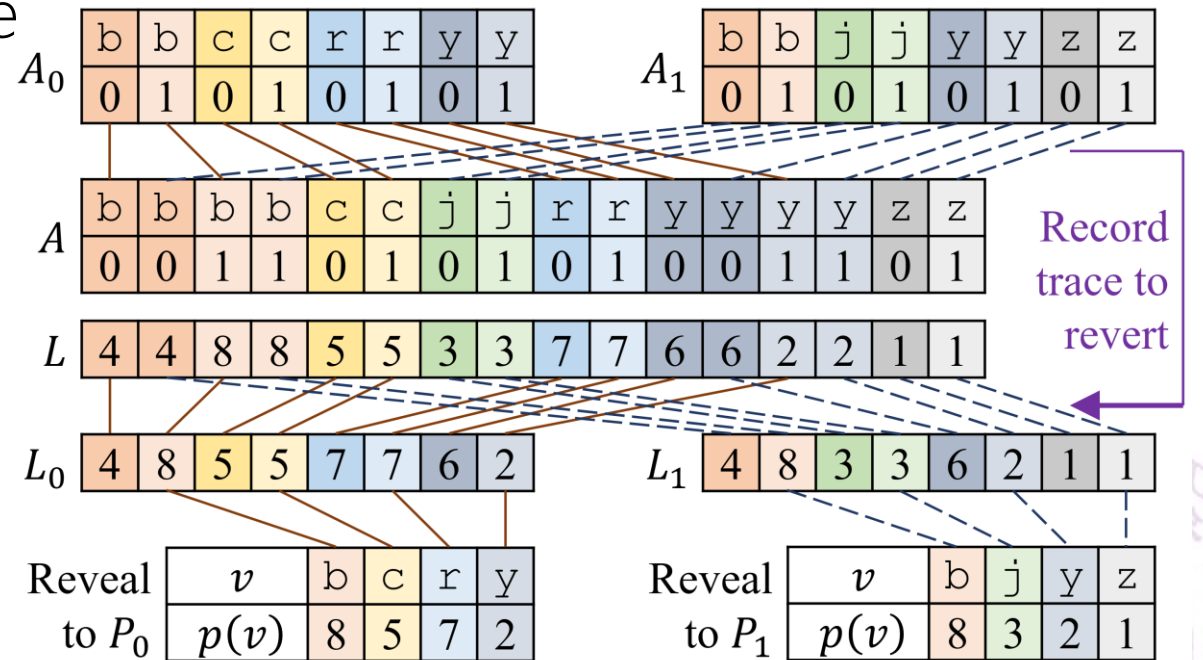 e
A₀ b b c c r r y y
0 1 0 1 0 1 0 1
A₁ b b j j y y z z
0 1 0 1 0 1 0 1
A b b b b c c j j r r y y y y z z
0 0 1 1 0 1 0 1 0 1 0 0 1 1 0 1
Record
trace to
revert
L 4 4 8 8 5 5 3 3 7 7 6 6 2 2 1 1
L₀ 4 8 5 5 7 7 6 2
L₁ 4 8 3 3 6 2 1 1
Reveal v b c r y
to P₀ p(v) 8 5 7 2
Reveal v b j y z
to P₁ p(v) 8 3 2 1